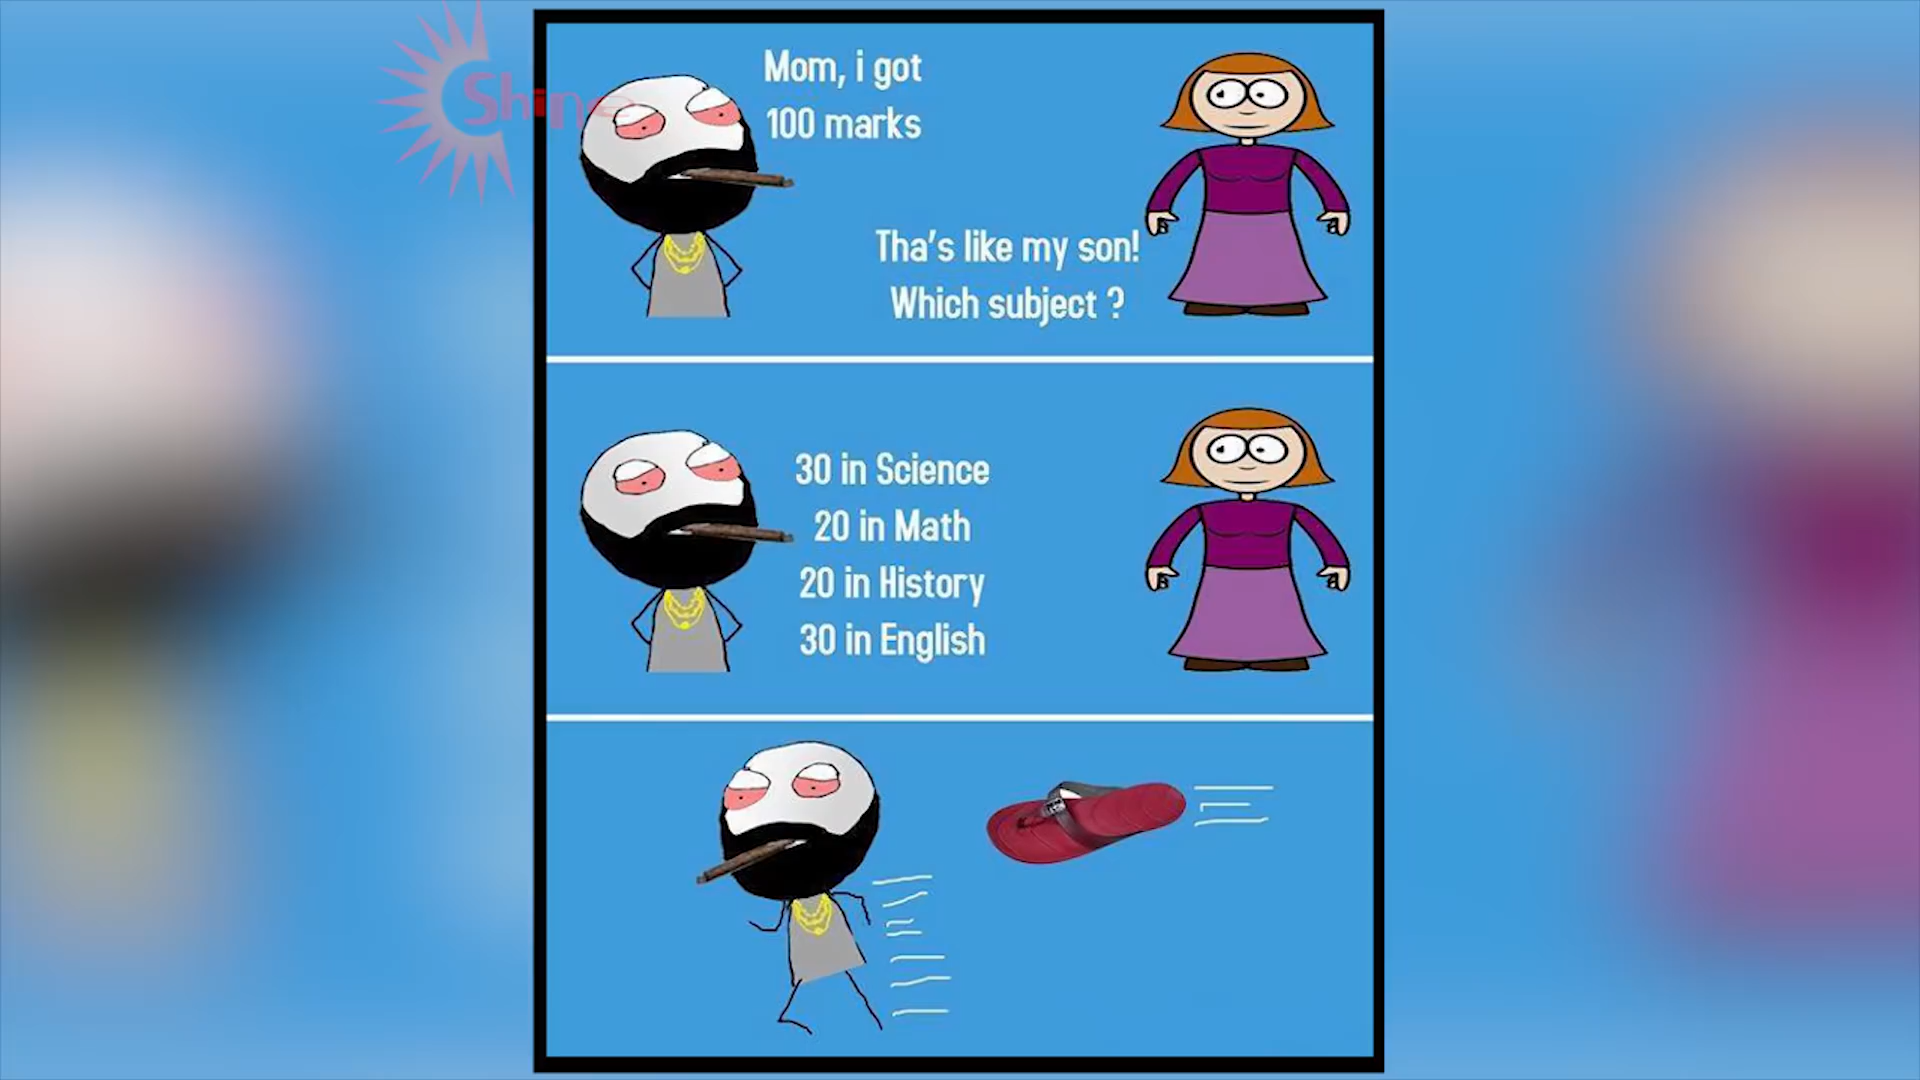 Shine
Mom, i got
100 marks
Tha's like my son!
Which subject ?
30 in Science
20 in Math
20 in History
30 in English